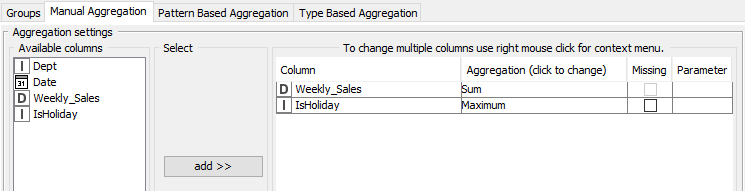 Groups Manual Aggregation Pattern Based Aggregation Type Based Aggregation
Aggregation settings
Available columns
I Dept
31 Date
D Weekly_Sales
I IsHoliday
Select
add >>
To change multiple columns use right mouse click for context menu.
Column Aggregation (click to change) Missing Parameter
D Weekly_Sales Sum
I IsHoliday Maximum